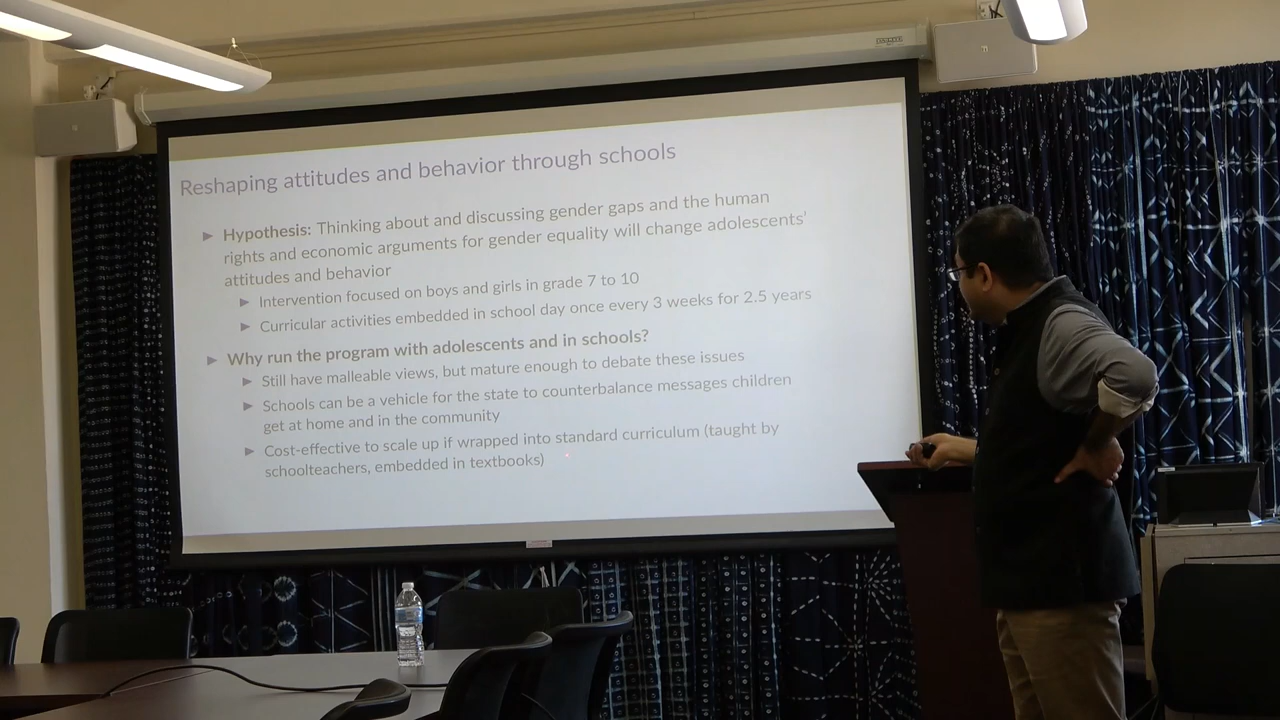 Reshaping attitudes and behavior through schools
Hypothesis: Thinking about and discussing gender gaps and the human
rights and economic arguments for gender equality will change adolescents'
attitudes and behavior
Intervention focused on boys and girls in grade 7 to 10
Curricular activities embedded in school day once every 3 weeks for 2.5 years
Why run the program with adolescents and in schools?
Still have malleable views, but mature enough to debate these issues
Schools can be a vehicle for the state to counterbalance messages children
get at home and in the community
Cost-effective to scale up if wrapped into standard curriculum (taught by
schoolteachers, embedded in textbooks)